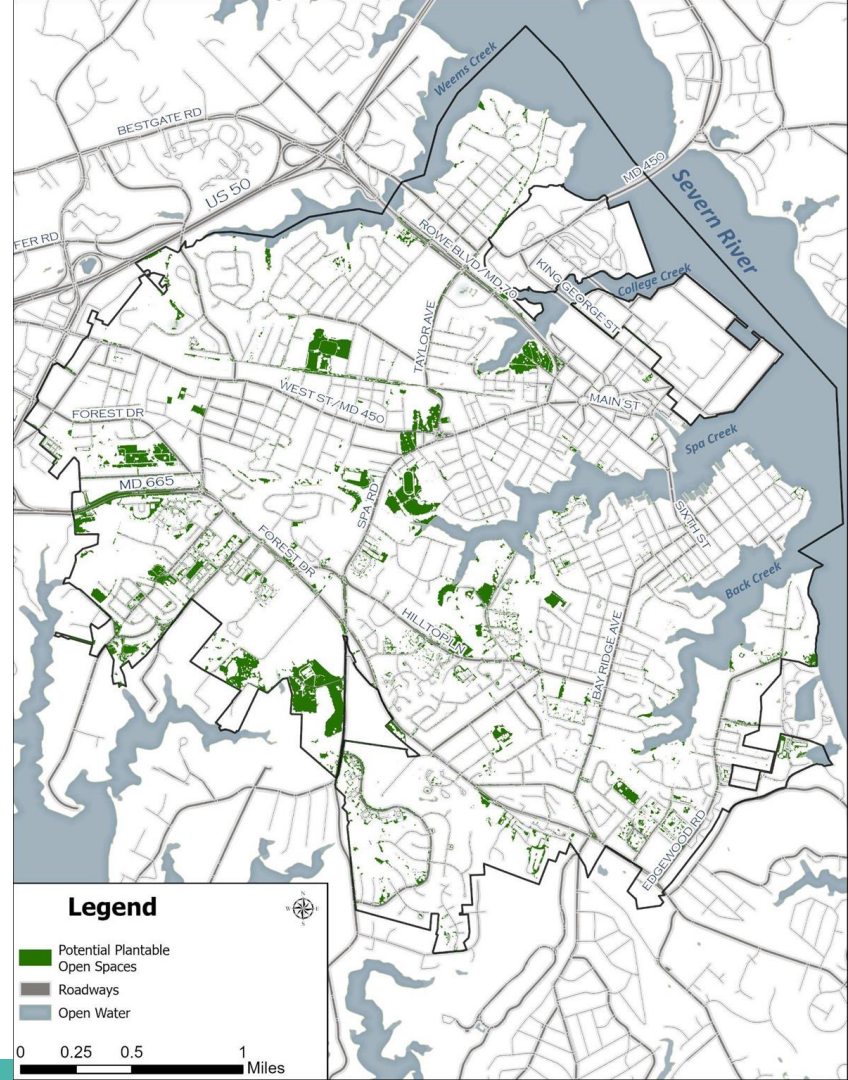 Weems Creek
BESTGATE RD
US 50
MD 450
Severn River
FER RD
ROWE BLVD/MD 70
KING GEORGE ST
College Creek
TAYLOR AVE
WEST ST/MD 450
MAIN ST
FOREST DR
Spa Creek
MD 665
SPA RD
SIXTH ST
FOREST DR
Back Creek
HILLTOP LN
BAY RIDGE AVE
EDGEWOOD RD
Legend
N
W E
S
Potential Plantable
Open Spaces
Roadways
Open Water
0 0.25 0.5 1
Miles